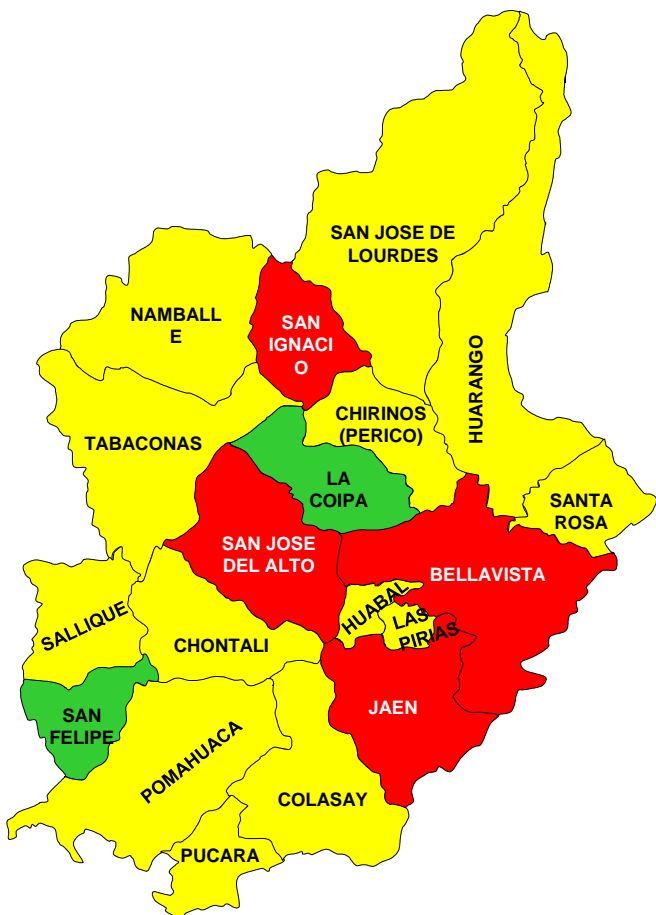 SAN JOSE DE
LOURDES
NAMBALL
E
SAN
IGNACI
O
HUARANGO
CHIRINOS
(PERICO)
TABACONAS
LA
COIPA
SANTA
ROSA
SAN JOSE
DEL ALTO
BELLAVISTA
HUABAL
LAS
PIRIAS
SALLIQUE
CHONTALI
SAN
FELIPE
JAEN
POMAHUACA
COLASAY
PUCARA